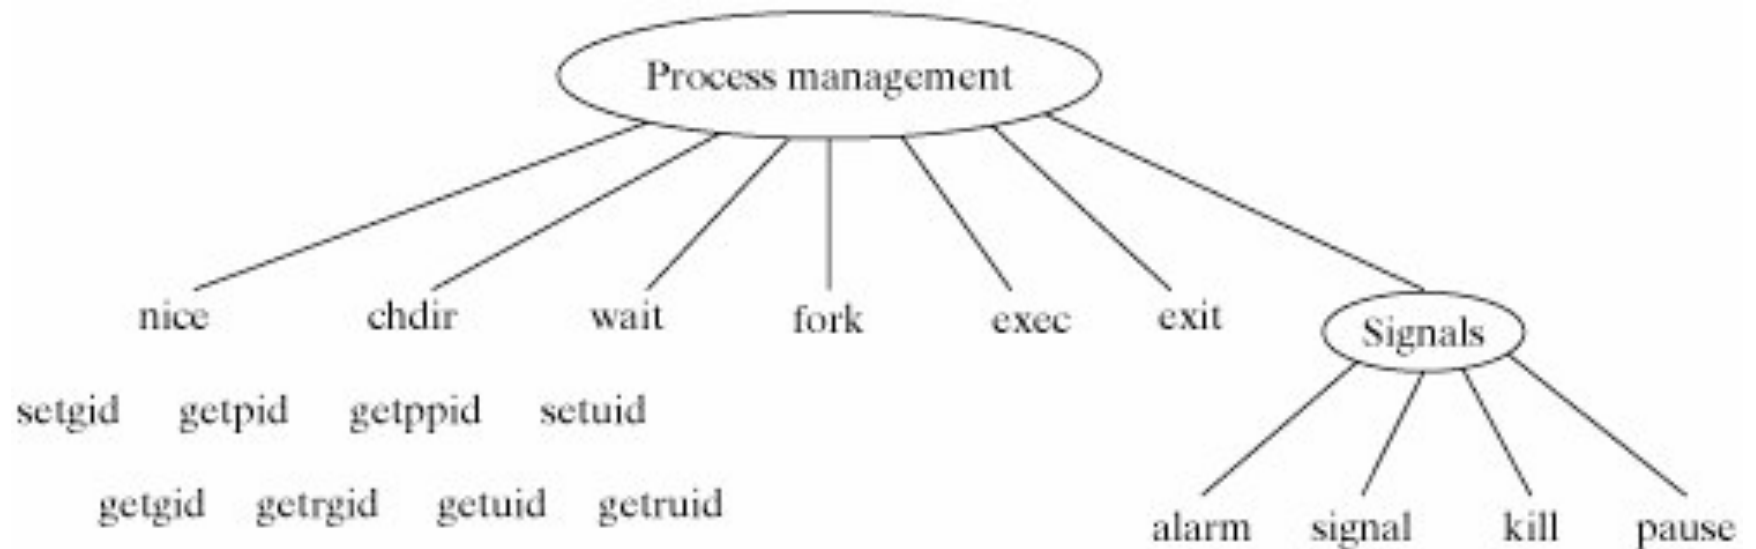 Process management
nice chdir wait fork exec exit
Signals
setgid getpid getppid setuid
getgid getrgid getuid getruid
alarm signal kill pause